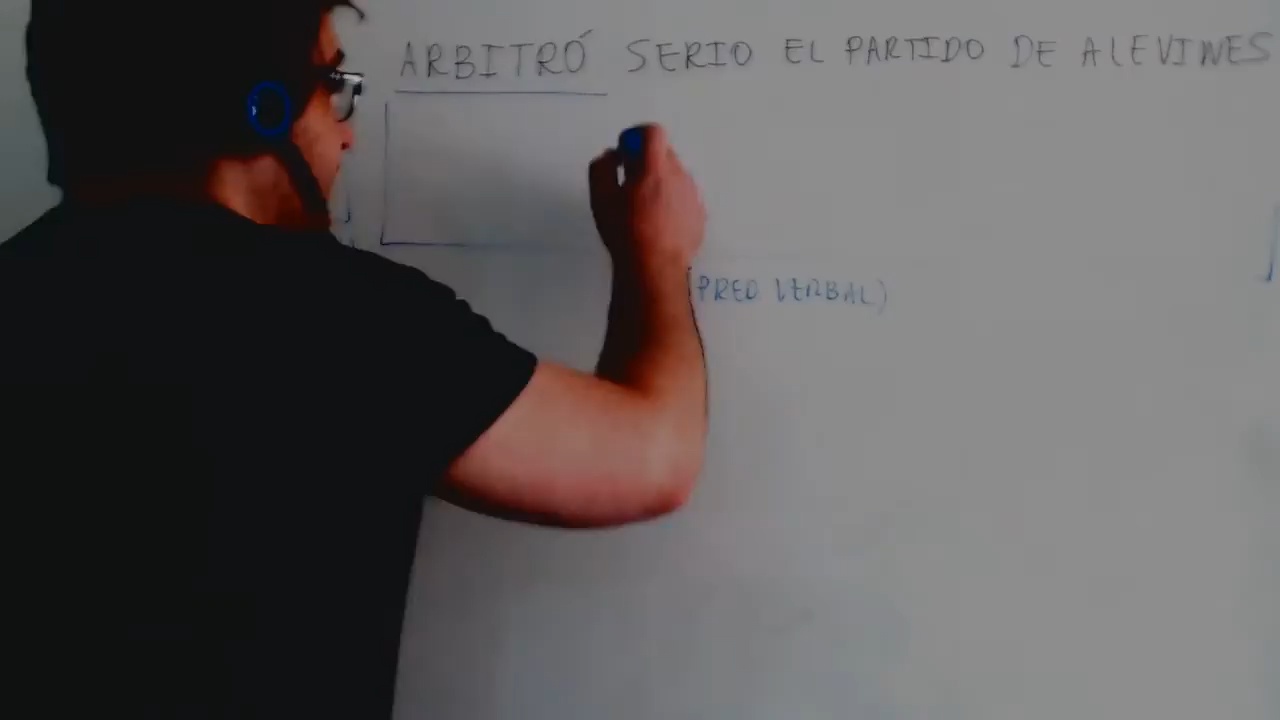 ARBITRÓ SERIO EL PARTIDO DE ALEVINES
(PRED VERBAL)